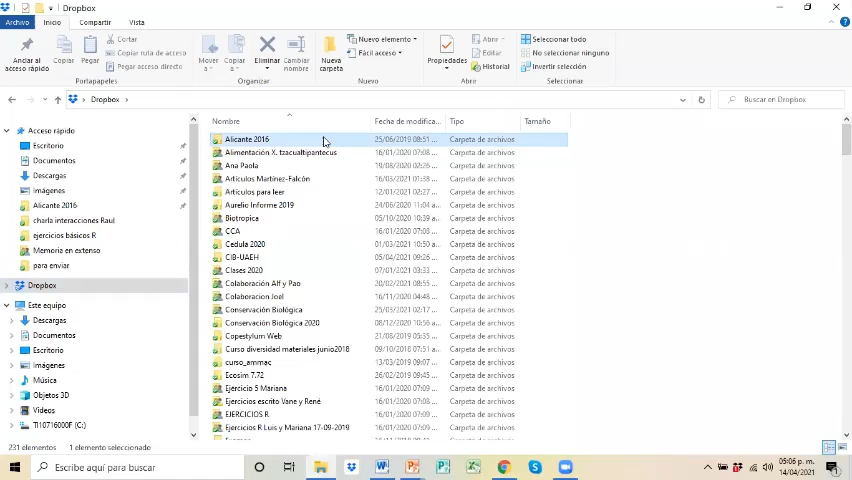 Dropbox
Archivo Inicio Compartir Vista
Anclar al acceso rápido
Copiar
Pegar
Cortar
Copiar ruta de acceso
Pegar acceso directo
Mover a
Copiar a
Eliminar
Cambiar nombre
Nueva carpeta
Nuevo elemento
Fácil acceso
Propiedades
Abrir
Editar
Historial
Seleccionar todo
No seleccionar ninguno
Invertir selección
Portapapeles Organizar Nuevo Abrir Seleccionar
Dropbox
Buscar en Dropbox
Nombre Fecha de modifica... Tipo Tamaño
Acceso rápido
Escritorio
Documentos
Descargas
Imágenes
Alicante 2016
charla interacciones Raul
ejercicios básicos R
Memoria en extenso
para enviar
Dropbox
Este equipo
Descargas
Documentos
Escritorio
Imágenes
Música
Objetos 3D
Vídeos
TI10716000F (C:)
Alicante 2016 25/06/2019 08:51 ... Carpeta de archivos
Alimentación X. tzacualtipantecus 16/01/2020 07:08 ... Carpeta de archivos
Ana Paola 19/08/2020 02:26 ... Carpeta de archivos
Artículos Martínez-Falcón 16/03/2021 01:38 ... Carpeta de archivos
Artículos para leer 12/01/2021 02:27 ... Carpeta de archivos
Aurelio Informe 2019 24/06/2020 11:04 a... Carpeta de archivos
Biotropica 05/10/2020 10:39 a... Carpeta de archivos
CCA 16/01/2020 07:08 ... Carpeta de archivos
Cedula 2020 01/03/2021 10:50 a... Carpeta de archivos
CIB-UAEH 05/04/2021 09:26 ... Carpeta de archivos
Clases 2020 07/01/2021 03:33 ... Carpeta de archivos
Colaboración Alf y Pao 20/02/2021 08:55 ... Carpeta de archivos
Colaboracion Joel 16/11/2020 04:48 ... Carpeta de archivos
Conservación Biológica 25/03/2021 02:17 ... Carpeta de archivos
Conservación Biológica 2020 08/12/2020 10:56 a... Carpeta de archivos
Copestylum Web 21/08/2019 05:35 ... Carpeta de archivos
Curso diversidad materiales junio2018 09/10/2018 07:51 a... Carpeta de archivos
curso_ammac 13/03/2019 09:07 ... Carpeta de archivos
Ecosim 7.72 26/02/2019 09:45 ... Carpeta de archivos
Ejercicio 5 Mariana 16/01/2020 07:09 ... Carpeta de archivos
Ejercicios escrito Vane y René 16/01/2020 07:09 ... Carpeta de archivos
EJERCICIOS R 16/01/2020 07:09 ... Carpeta de archivos
Ejercicios R Luis y Mariana 17-09-2019 16/01/2020 07:09 ... Carpeta de archivos
231 elementos 1 elemento seleccionado
Escribe aquí para buscar
05:06 p. m.
14/04/2021